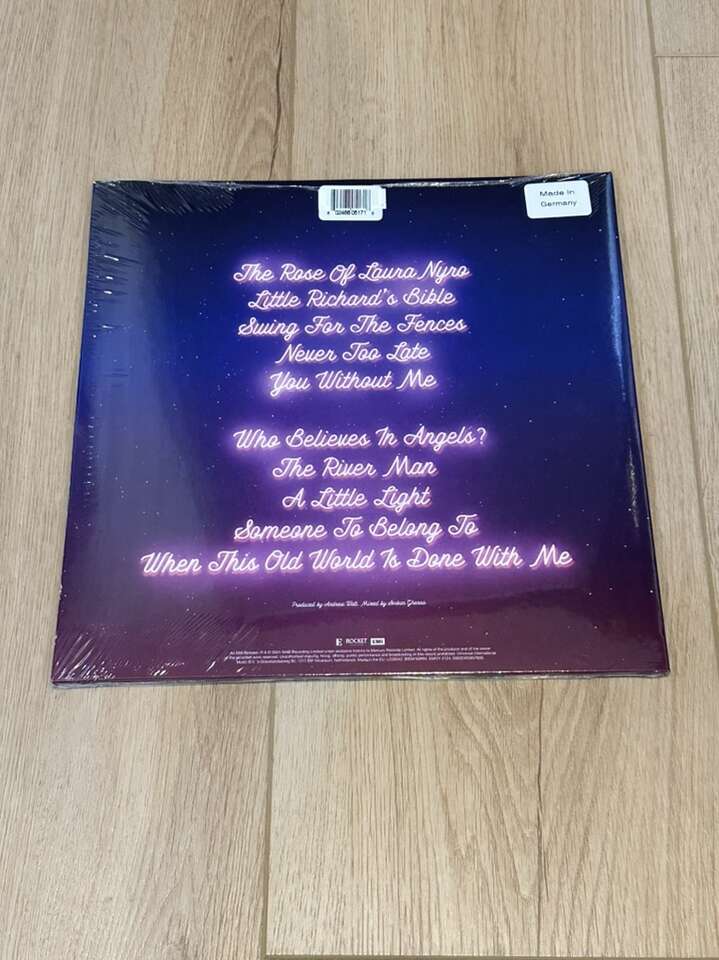 Made in
Germany
The Rose Of Laura Nyro
Little Richard's Bible
Swing For The Fences
Never Too Late
You Without Me
Who Believes In Angels?
The River Man
A Little Light
Someone To Belong To
When This Old World Is Done With Me
Produced by Andrew Watt. Mixed by Serban Ghenea
ROCKET EMI